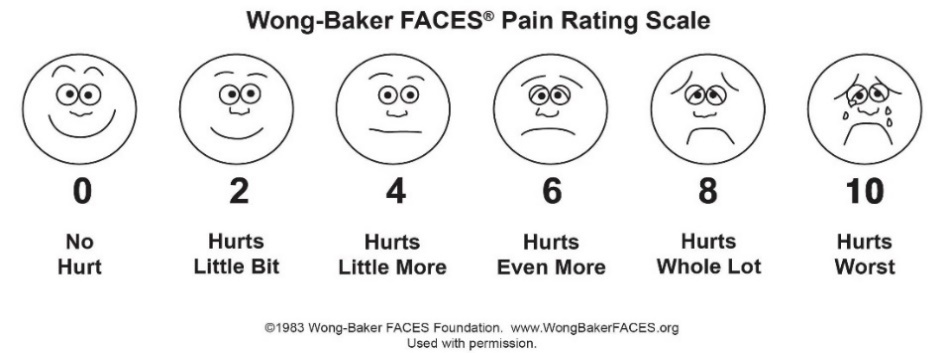 Wong-Baker FACES® Pain Rating Scale
0 2 4 6 8 10
No Hurts Hurts Hurts Hurts Hurts
Hurt Little Bit Little More Even More Whole Lot Worst
©1983 Wong-Baker FACES Foundation. www.WongBakerFACES.org
Used with permission.